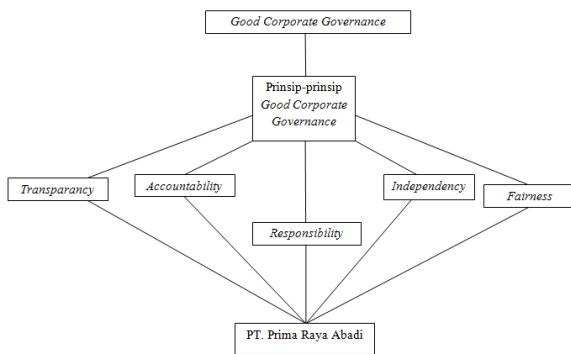 Good Corporate Governance
Prinsip-prinsip
Good Corporate
Governance
Transparancy
Accountability
Independency
Fairness
Responsibility
PT. Prima Raya Abadi